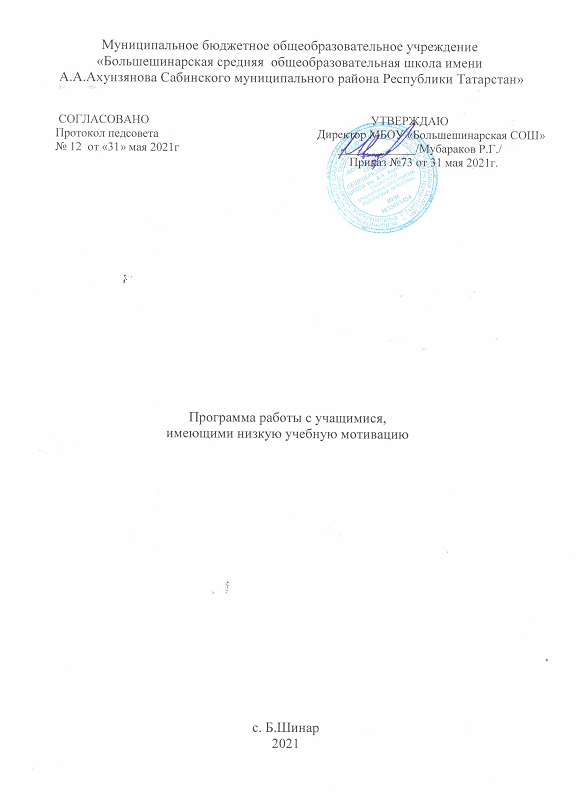 Муниципальное бюджетное общеобразовательное учреждение
«Большешинарская средняя общеобразовательная школа имени
А.А.Ахунзянова Сабинского муниципального района Республики Татарстан»
СОГЛАСОВАНО
Протокол педсовета
№ 12 от «31» мая 2021г
УТВЕРЖДАЮ
Директор МБОУ «Большешинарская СОШ»
/Мубараков Р.Г./
Приказ №73 от 31 мая 2021г.
Программа работы с учащимися,
имеющими низкую учебную мотивацию
с. Б.Шинар
2021